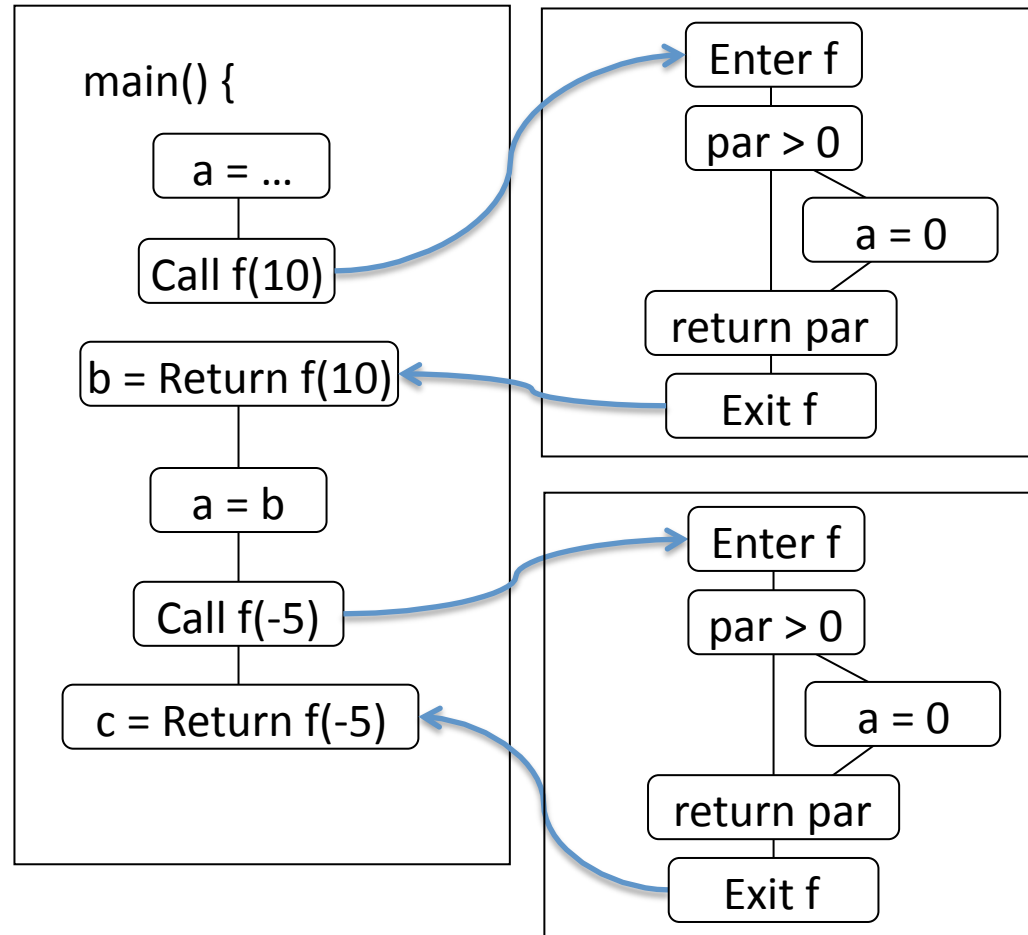 main() {
a = ...
Call f(10)
b = Return f(10)
a = b
Call f(-5)
c = Return f(-5)
Enter f
par > 0
a = 0
return par
Exit f
Enter f
par > 0
a = 0
return par
Exit f